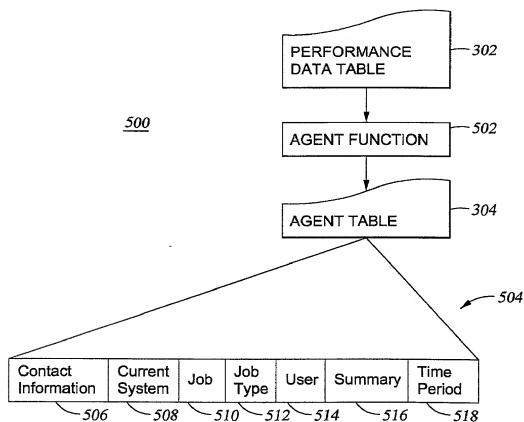 PERFORMANCE
DATA TABLE
302
500
502
AGENT FUNCTION
AGENT TABLE
304
504
Contact
Information
Current
System
Job
Job
Type
User
Summary
Time
Period
506
508
510
512
514
516
518